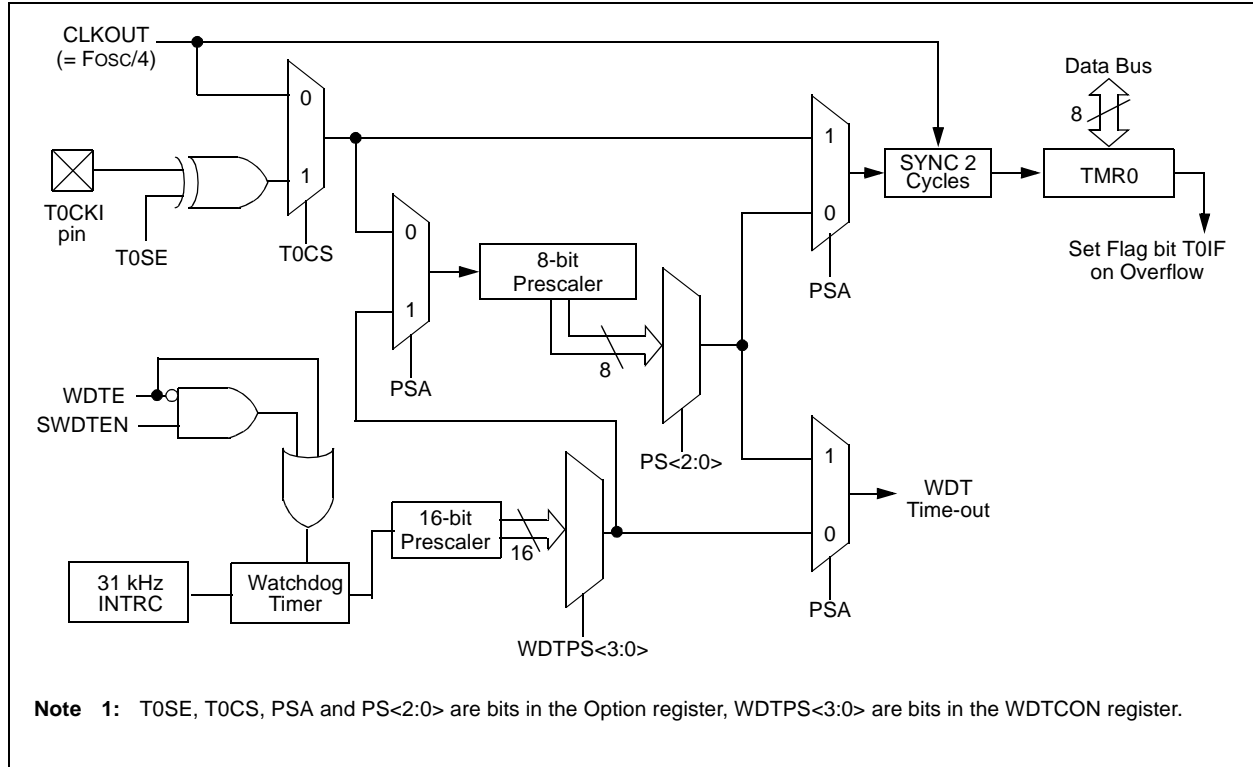 CLKOUT
(= FOSC/4)
Data Bus
8
0
1
1
SYNC 2
Cycles
TMR0
T0CKI
pin
T0SE
T0CS
0
8-bit
Prescaler
0
Set Flag bit T0IF
on Overflow
1
PSA
8
PSA
WDTE
SWDTEN
PS<2:0>
1
WDT
Time-out
16-bit
Prescaler
16
0
31 kHz
INTRC
Watchdog
Timer
PSA
WDTPS<3:0>
Note 1: T0SE, T0CS, PSA and PS<2:0> are bits in the Option register, WDTPS<3:0> are bits in the WDTCON register.